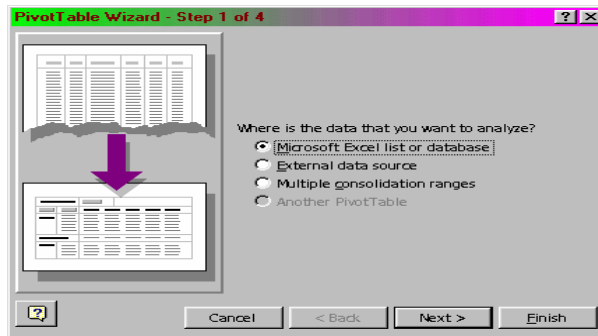 PivotTable Wizard - Step 1 of 4
Where is the data that you want to analyze?
Microsoft Excel list or database
External data source
Multiple consolidation ranges
Another PivotTable
Cancel < Back Next > Finish